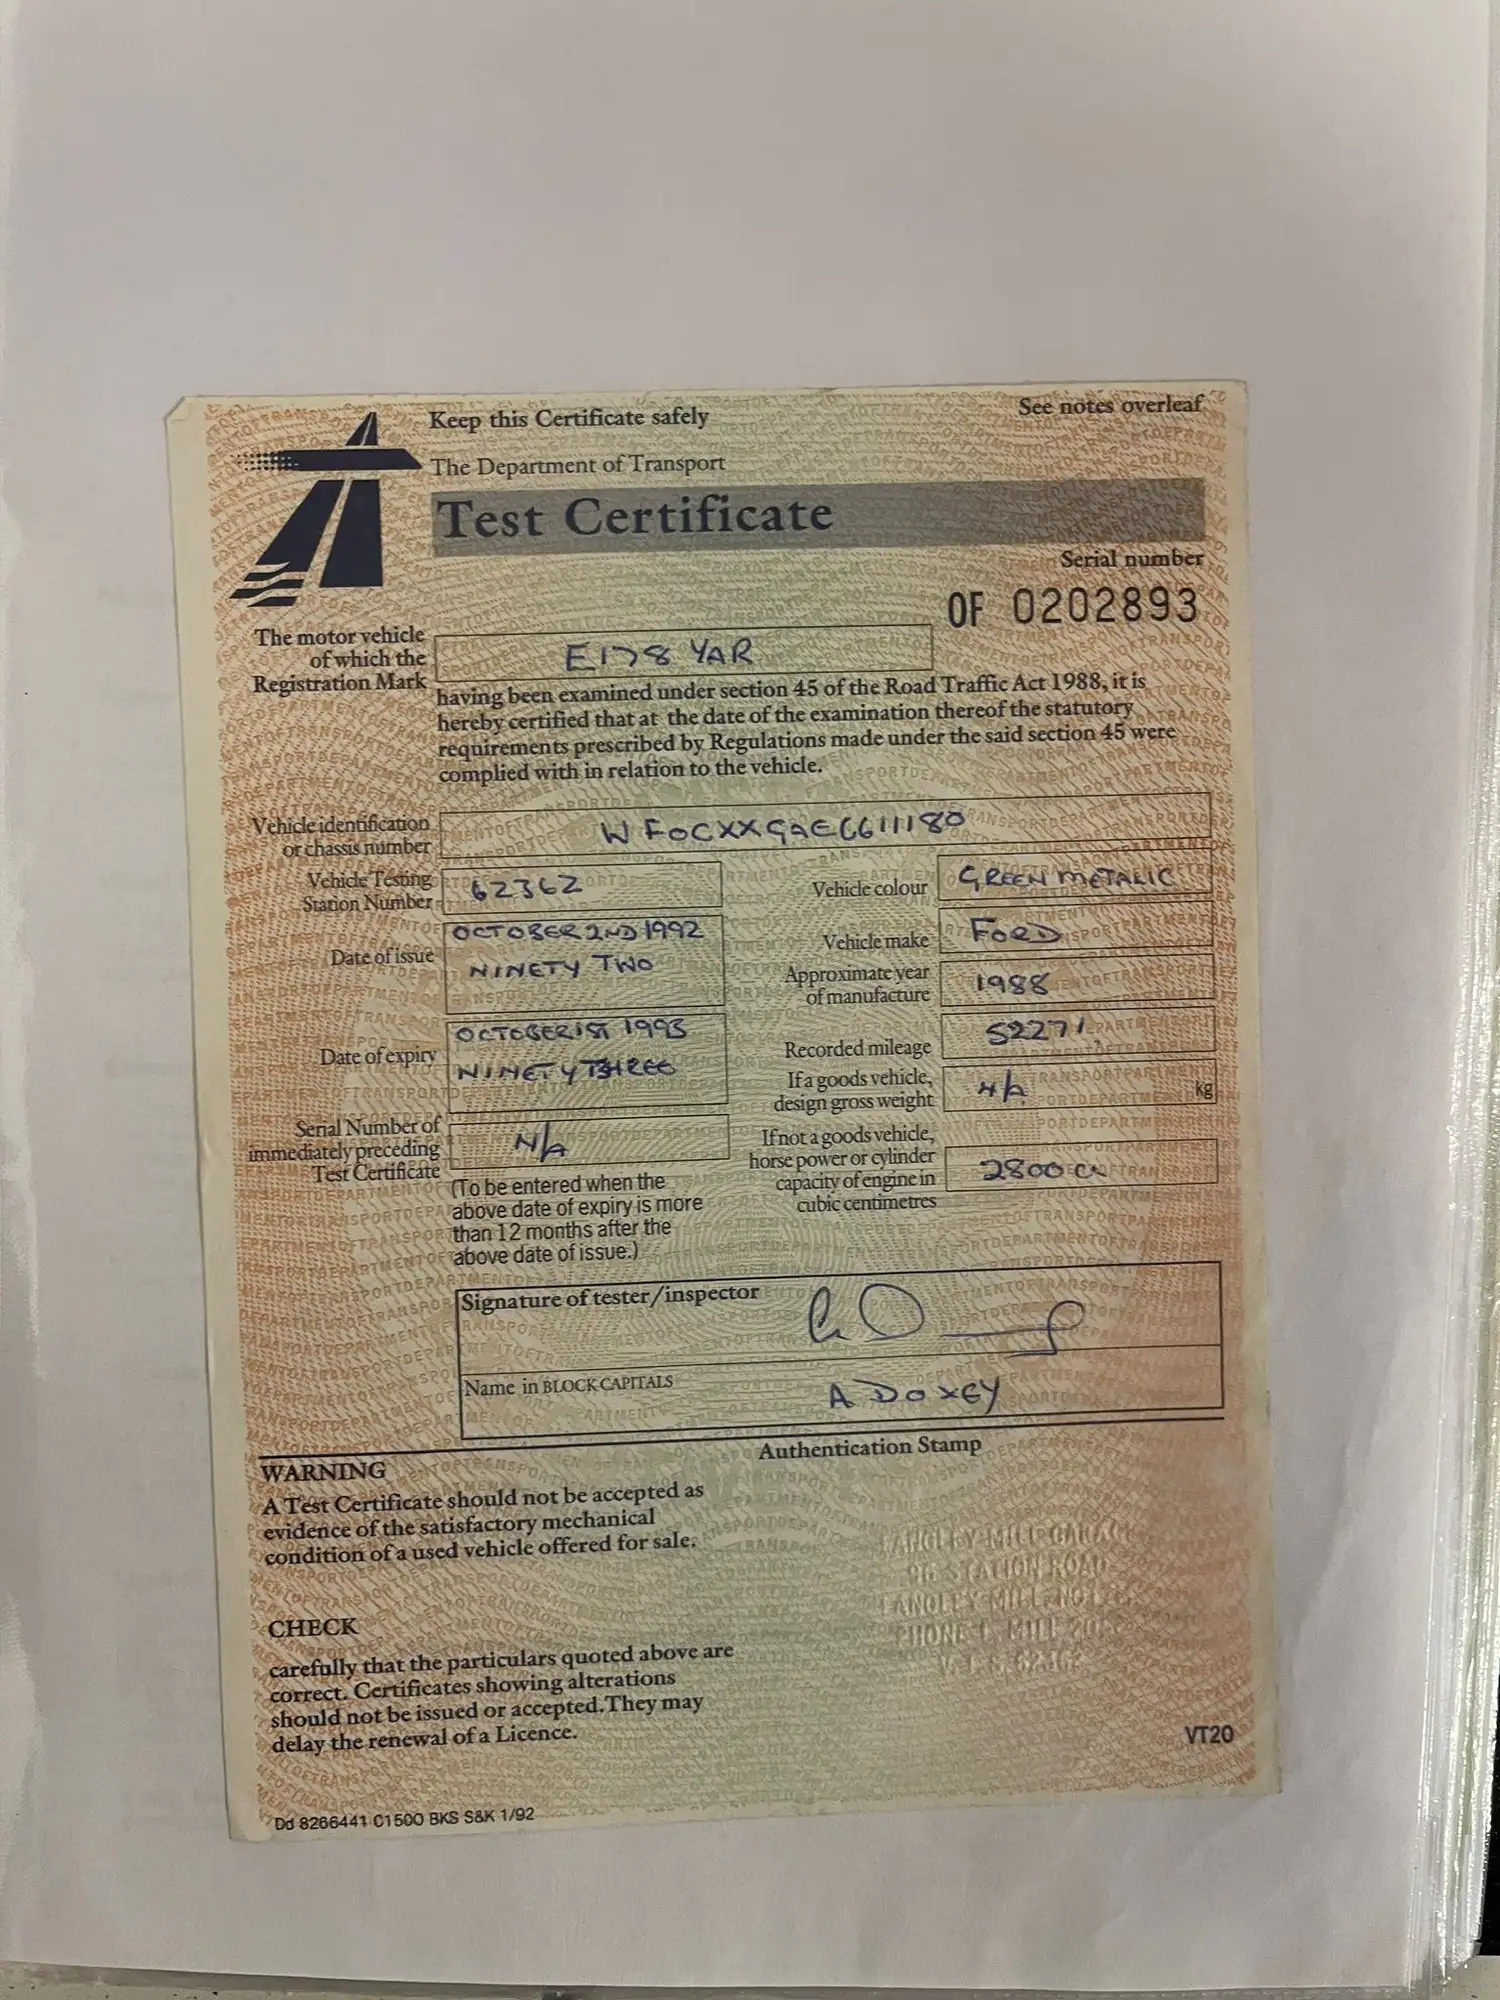 Keep this Certificate safely
See notes overleaf
The Department of Transport
Test Certificate
Serial number
OF 0202893
The motor vehicle
of which the
Registration Mark
E178 YAR
having been examined under section 45 of the Road Traffic Act 1988, it is
hereby certified that at the date of the examination thereof the statutory
requirements prescribed by Regulations made under the said section 45 were
complied with in relation to the vehicle.
Vehicle identification
or chassis number
WF0CXXGAEC
Vehicle Testing
Station Number
62362
Vehicle colour
GREEN METALIC
Date of issue
OCTOBER 2ND 1992
NINETY TWO
Vehicle make
FORD
Approximate year
of manufacture
1988
Date of expiry
OCTOBER 1ST 1993
NINETY THREE
Recorded mileage
52271
If a goods vehicle,
design gross weight
N/A
kg
Serial Number of
immediately preceding
Test Certificate
N/A
(To be entered when the
above date of expiry is more
than 12 months after the
above date of issue.)
If not a goods vehicle,
horse power or cylinder
capacity of engine in
cubic centimetres
2800 cc
Signature of tester/inspector
Name in BLOCK CAPITALS
A DOXEY
Authentication Stamp
WARNING
A Test Certificate should not be accepted as
evidence of the satisfactory mechanical
condition of a used vehicle offered for sale.
LANGLEY MILL GARAGE
96 STATION ROAD
LANGLEY MILL
V.T.S. 62362
CHECK
carefully that the particulars quoted above are
correct. Certificates showing alterations
should not be issued or accepted. They may
delay the renewal of a Licence.
VT20
Dd 8266441 C1500 BKS S&K 1/92